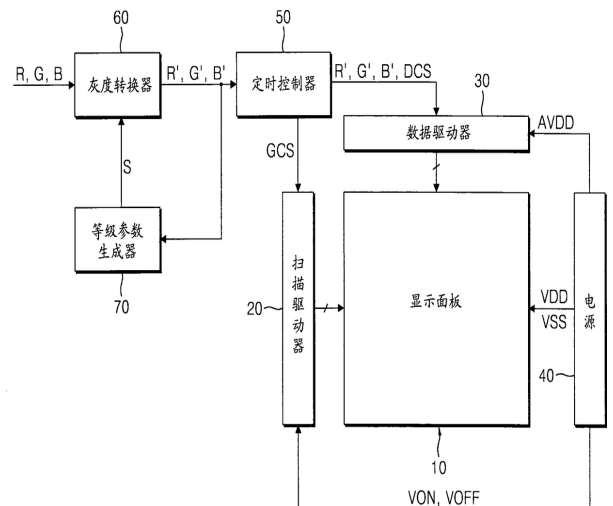 60
50
R, G, B
灰度转换器
R', G', B'
定时控制器
R', G', B', DCS
30
数据驱动器
AVDD
S
GCS
等级参数
生成器
70
20
扫描驱动器
显示面板
VDD
VSS
电源
40
10
VON, VOFF